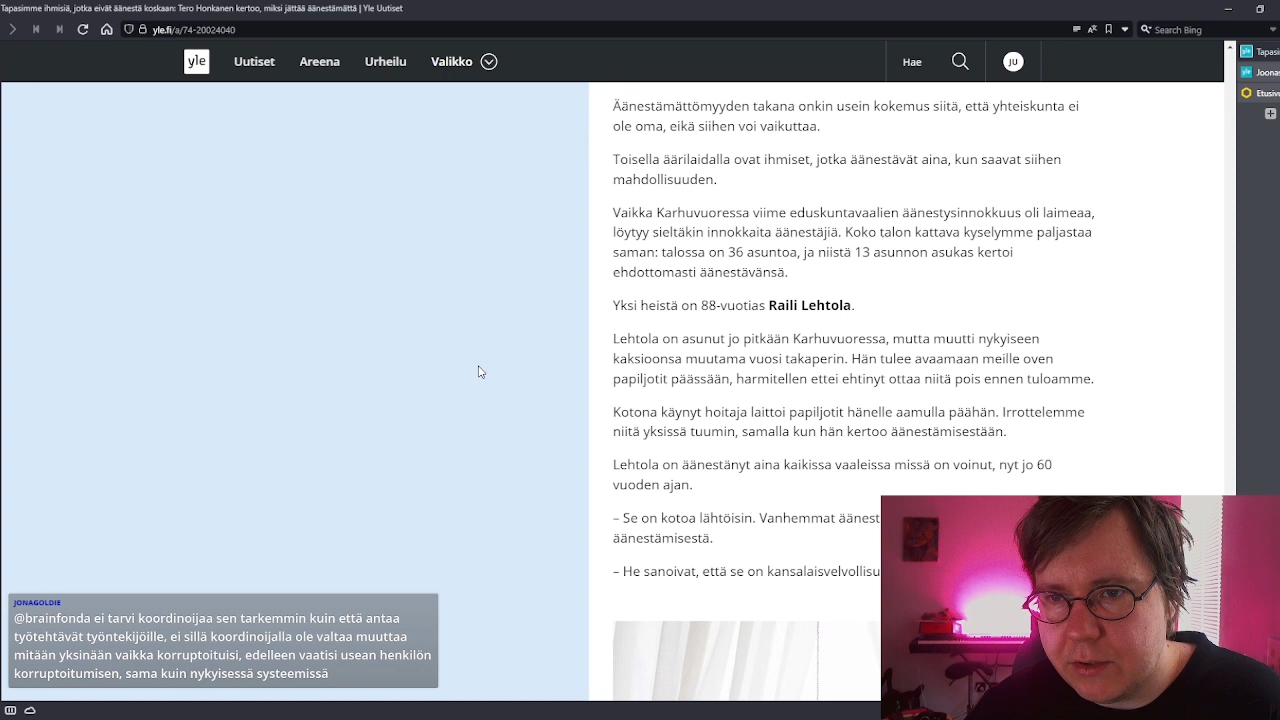 Tapasimme ihmisiä, jotka eivät äänestä koskaan: Tero Honkanen kertoo, miksi jättää äänestämättä | Yle Uutiset
yle.fi/a/74-20024040
Search Bing
yle
Uutiset
Areena
Urheilu
Valikko
Hae
JU
Tapasi
Joonas
Etusivu
Äänestämättömyyden takana onkin usein kokemus siitä, että yhteiskunta ei
ole oma, eikä siihen voi vaikuttaa.
Toisella äärilaidalla ovat ihmiset, jotka äänestävät aina, kun saavat siihen
mahdollisuuden.
Vaikka Karhuvuoressa viime eduskuntavaalien äänestysinnokkuus oli laimeaa,
löytyy sieltäkin innokkaita äänestäjiä. Koko talon kattava kyselymme paljastaa
saman: talossa on 36 asuntoa, ja niistä 13 asunnon asukas kertoi
ehdottomasti äänestävänsä.
Yksi heistä on 88-vuotias Raili Lehtola.
Lehtola on asunut jo pitkään Karhuvuoressa, mutta muutti nykyiseen
kaksioonsa muutama vuosi takaperin. Hän tulee avaamaan meille oven
papiljotit päässään, harmitellen ettei ehtinyt ottaa niitä pois ennen tuloamme.
Kotona käynyt hoitaja laittoi papiljotit hänelle aamulla päähän. Irrottelemme
niitä yksissä tuumin, samalla kun hän kertoo äänestämisestään.
Lehtola on äänestänyt aina kaikissa vaaleissa missä on voinut, nyt jo 60
vuoden ajan.
– Se on kotoa lähtöisin. Vanhemmat äänest
äänestämisestä.
– He sanoivat, että se on kansalaisvelvollisu
JONAGOLDIE
@brainfonda ei tarvi koordinoijaa sen tarkemmin kuin että antaa
työtehtävät työntekijöille, ei sillä koordinoijalla ole valtaa muuttaa
mitään yksinään vaikka korruptoituisi, edelleen vaatisi usean henkilön
korruptoitumisen, sama kuin nykyisessä systeemissä